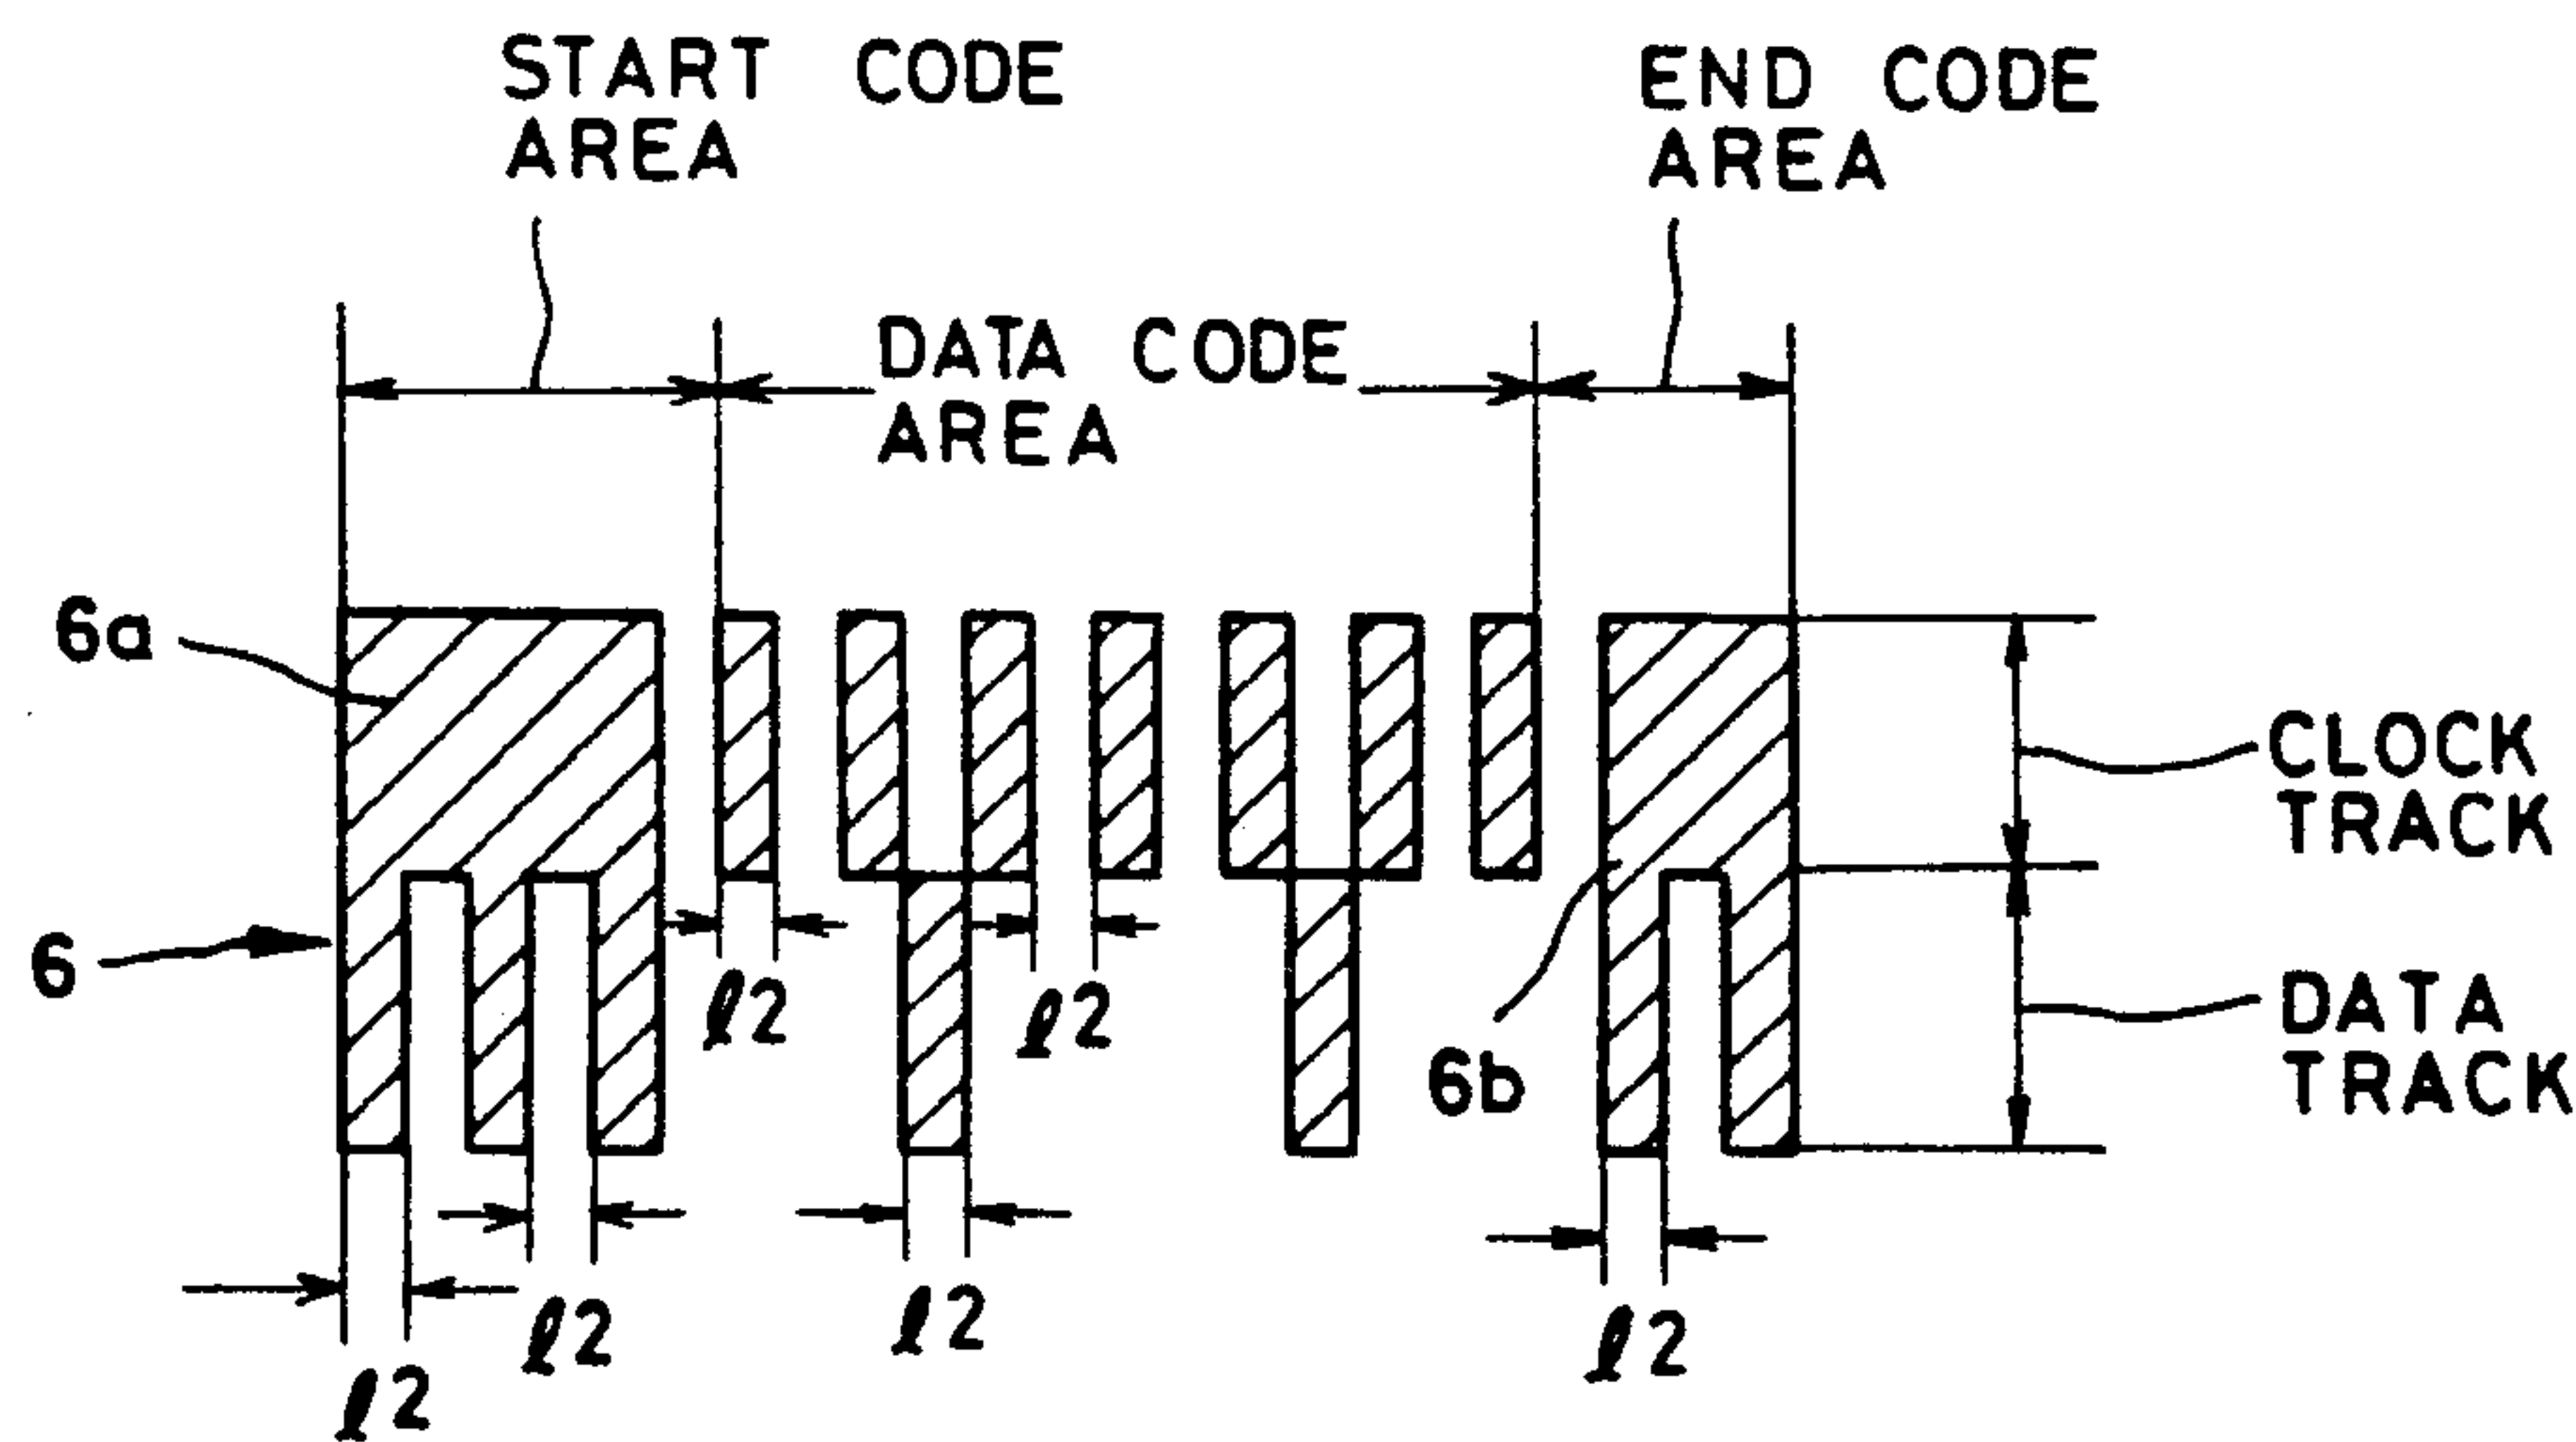 START CODE
AREA
END CODE
AREA
DATA CODE
AREA
6a
CLOCK
TRACK
6
ℓ2
ℓ2
6b
DATA
TRACK
ℓ2
ℓ2
ℓ2
ℓ2